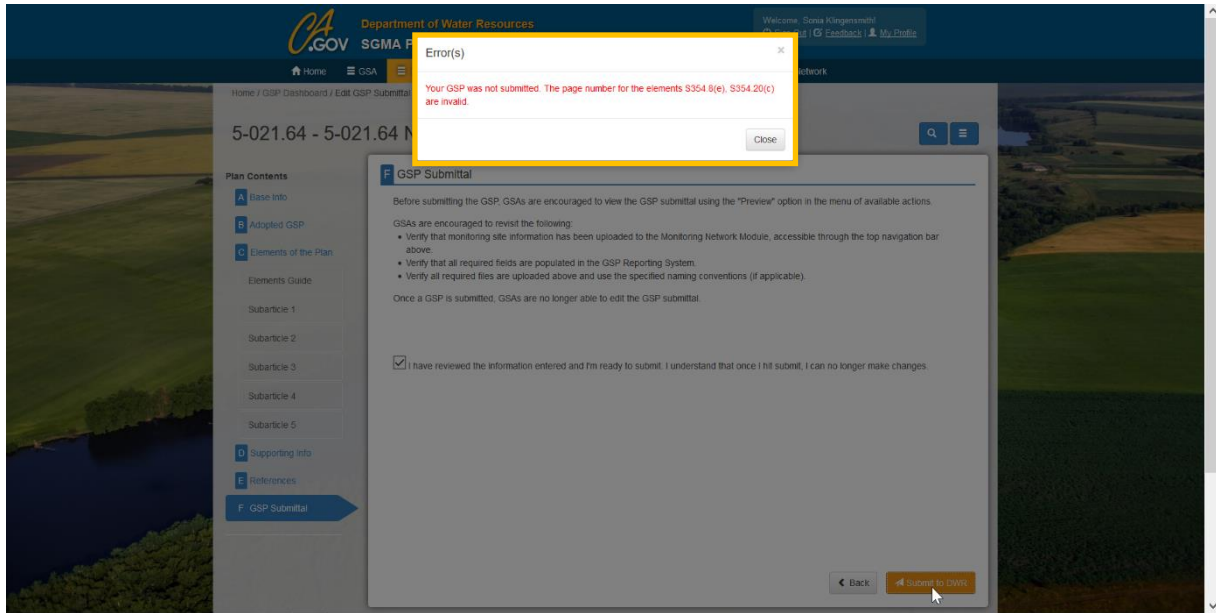 CA
.GOV
Department of Water Resources
SGMA P
Welcome, Sonia Klingensmith!
Out | Feedback | My Profile
Home GSA
Network
Home / GSP Dashboard / Edit GSP Submittal
Error(s)
×
Your GSP was not submitted. The page number for the elements S354.8(e), S354.20(c)
are invalid.
Close
5-021.64 - 5-021.64 N
Plan Contents
A Base Info
B Adopted GSP
C Elements of the Plan
Elements Guide
Subarticle 1
Subarticle 2
Subarticle 3
Subarticle 4
Subarticle 5
D Supporting Info
E References
F GSP Submittal
F GSP Submittal
Before submitting the GSP, GSAs are encouraged to view the GSP submittal using the "Preview" option in the menu of available actions.
GSAs are encouraged to revisit the following:
• Verify that monitoring site information has been uploaded to the Monitoring Network Module, accessible through the top navigation bar
above.
• Verify that all required fields are populated in the GSP Reporting System.
• Verify all required files are uploaded above and use the specified naming conventions (if applicable).
Once a GSP is submitted, GSAs are no longer able to edit the GSP submittal.
I have reviewed the information entered and I'm ready to submit. I understand that once I hit submit, I can no longer make changes.
Back
Submit to DWR